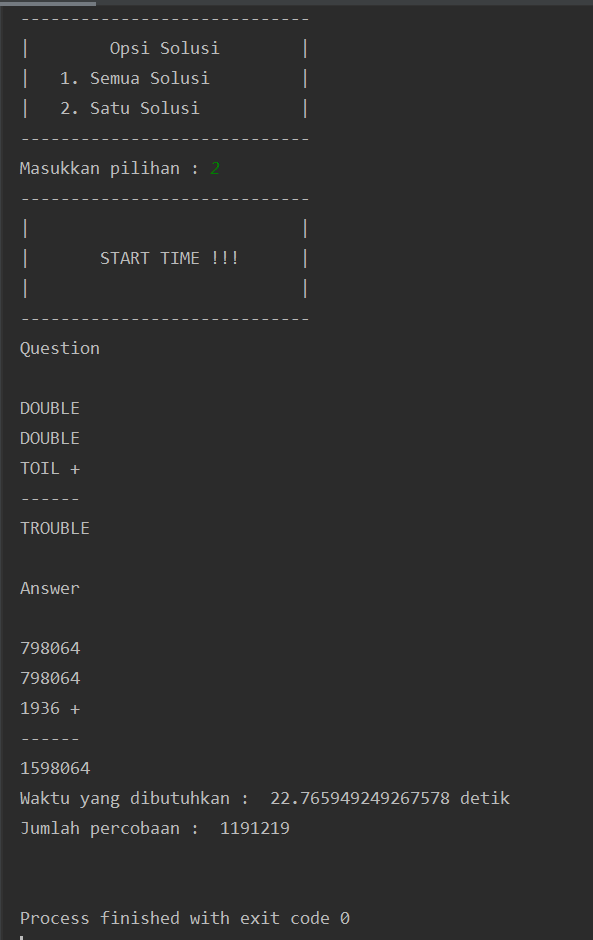 -----------------------------
|        Opsi Solusi        |
|   1. Semua Solusi         |
|   2. Satu Solusi          |
-----------------------------
Masukkan pilihan : 2
-----------------------------
|                           |
|       START TIME !!!      |
|                           |
-----------------------------
Question
DOUBLE
DOUBLE
TOIL +
------
TROUBLE
Answer
798064
798064
1936 +
------
1598064
Waktu yang dibutuhkan :  22.765949249267578 detik
Jumlah percobaan :  1191219
Process finished with exit code 0